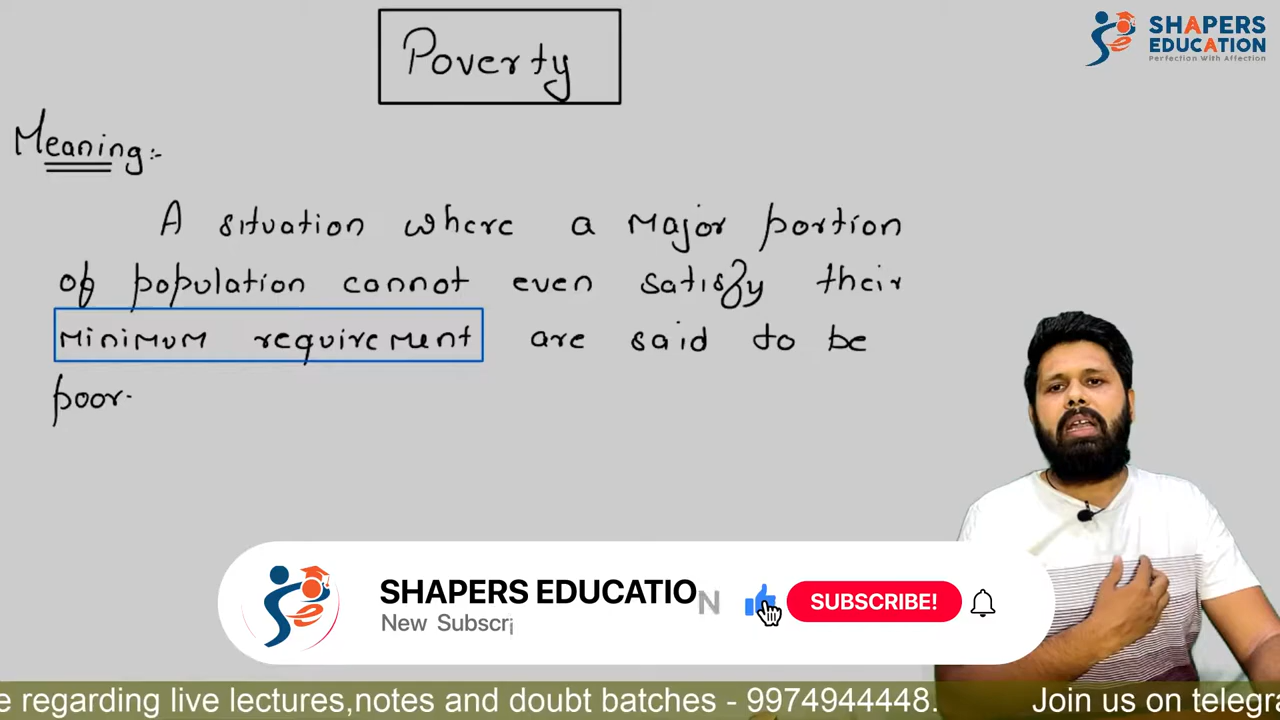 Poverty
SHAPERS
EDUCATION
Perfection With Affection
Meaning:-
A situation where a Major portion
of population cannot even satisfy their
Minimum requirement are said to be
poor.
SHAPERS EDUCATION
New Subscri
SUBSCRIBE!
e regarding live lectures,notes and doubt batches - 9974944448. Join us on telegra